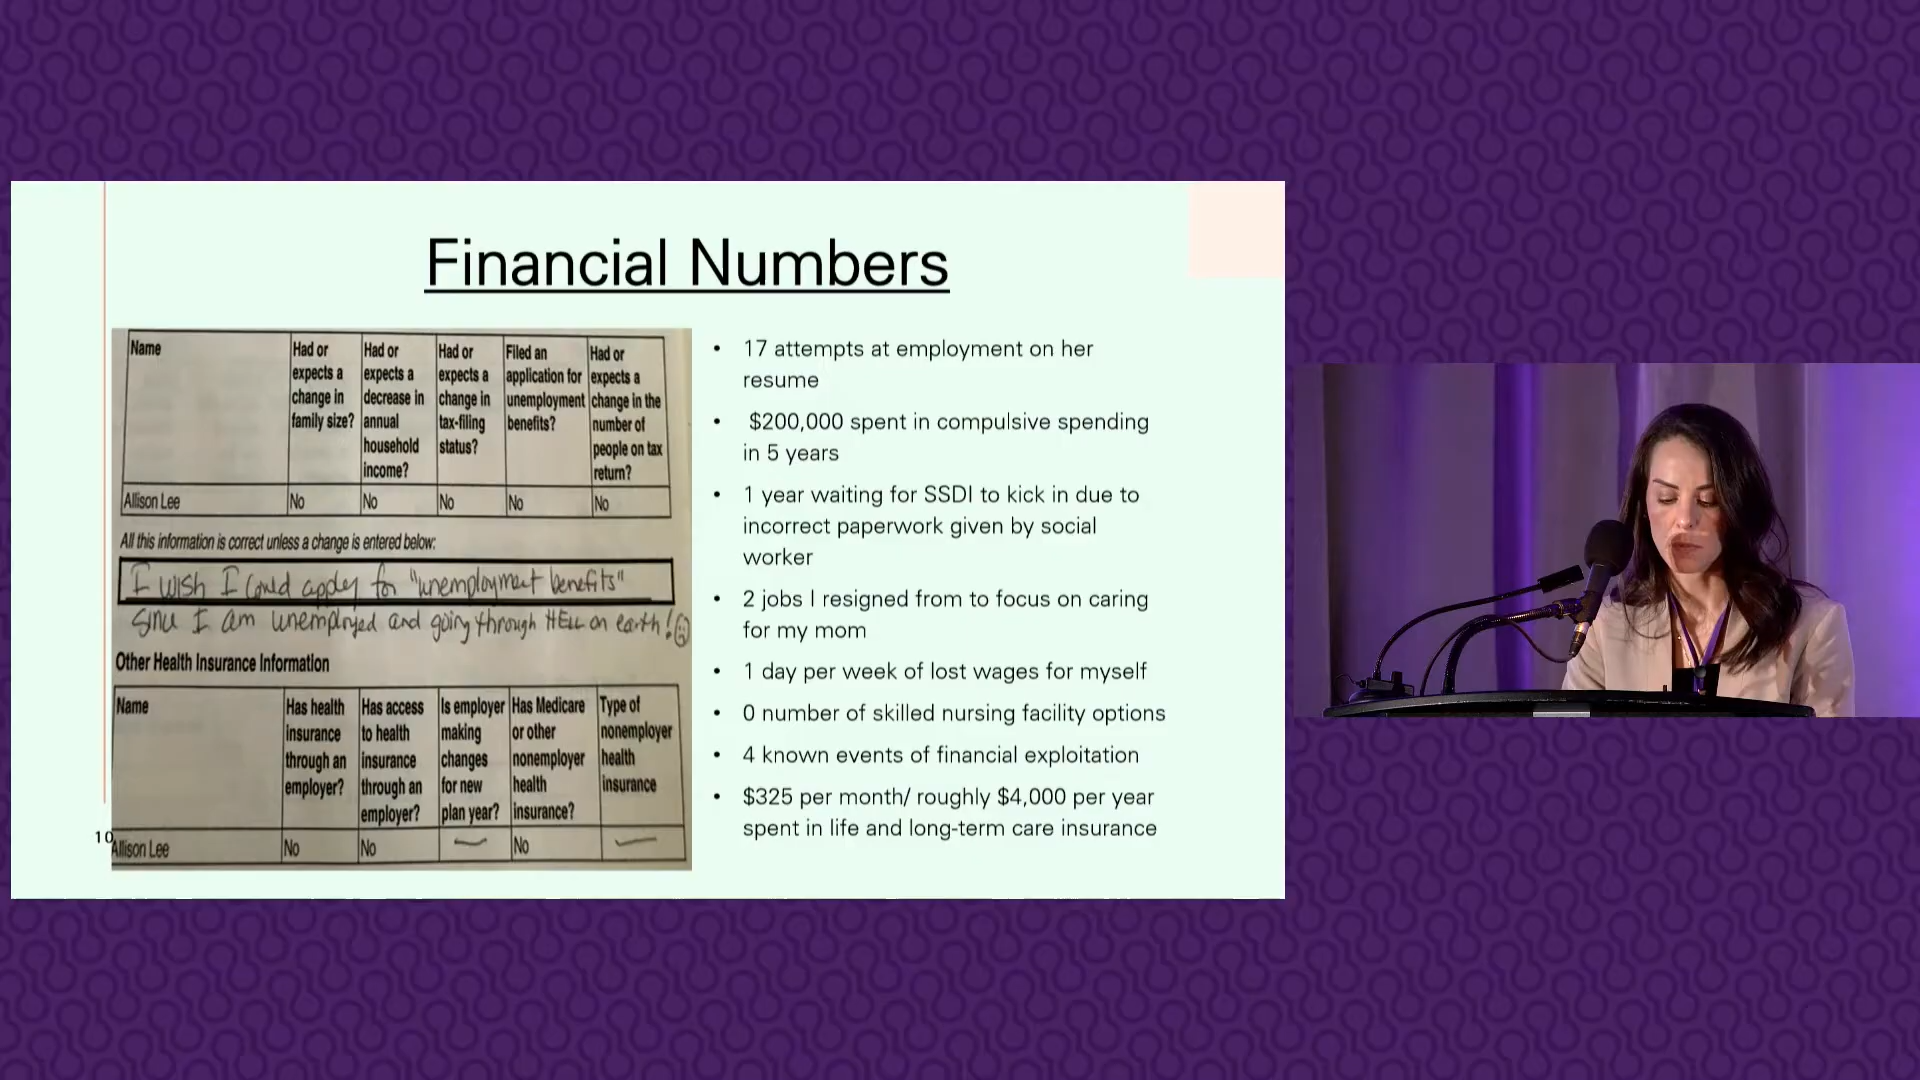 Financial Numbers
Name
Had or
expects a
change in
family size?
Had or
expects a
decrease in
annual
household
income?
Had or
expects a
change in
tax-filing
status?
Filed an
application for
unemployment
benefits?
Had or
expects a
change in the
number of
people on tax
return?
Allison Lee
No
No
No
No
No
All this information is correct unless a change is entered below:
I wish I could apply for "unemployment benefits"
since I am unemployed and going through HELL on earth!
Other Health Insurance Information
Name
Has health
insurance
through an
employer?
Has access
to health
insurance
through an
employer?
Is employer
making
changes
for new
plan year?
Has Medicare
or other
nonemployer
health
insurance?
Type of
nonemployer
health
insurance
Allison Lee
No
No
—
No
—
10
• 17 attempts at employment on her
resume
• $200,000 spent in compulsive spending
in 5 years
• 1 year waiting for SSDI to kick in due to
incorrect paperwork given by social
worker
• 2 jobs I resigned from to focus on caring
for my mom
• 1 day per week of lost wages for myself
• 0 number of skilled nursing facility options
• 4 known events of financial exploitation
• $325 per month/ roughly $4,000 per year
spent in life and long-term care insurance